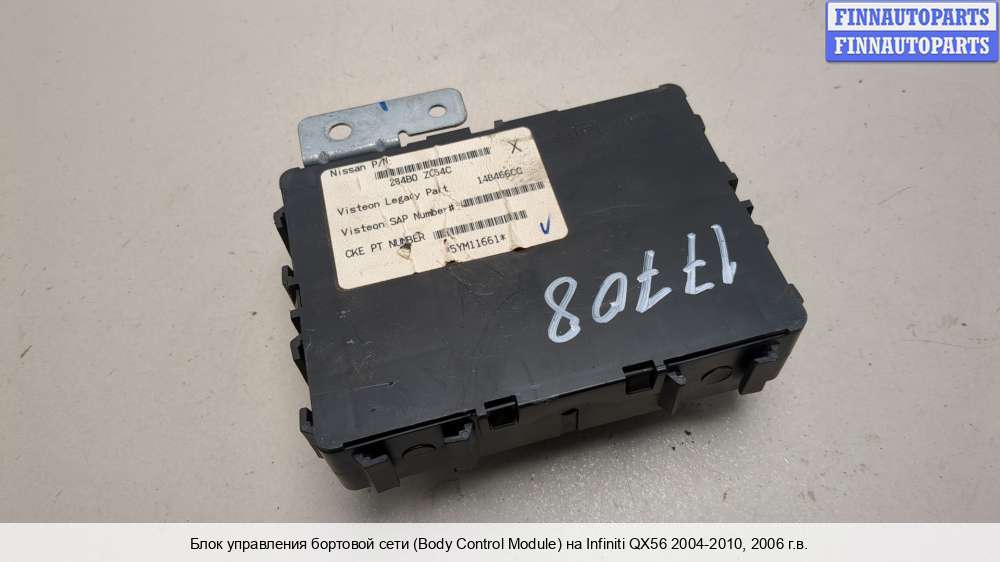 FINNAUTOPARTS
FINNAUTOPARTS
Nissan P/N
284B0 ZC54C
X
Visteon Legacy Part 14B466CG
Visteon SAP Number#
CKE PT NUMBER
*5YM11661*
17708
Блок управления бортовой сети (Body Control Module) на Infiniti QX56 2004-2010, 2006 г.в.